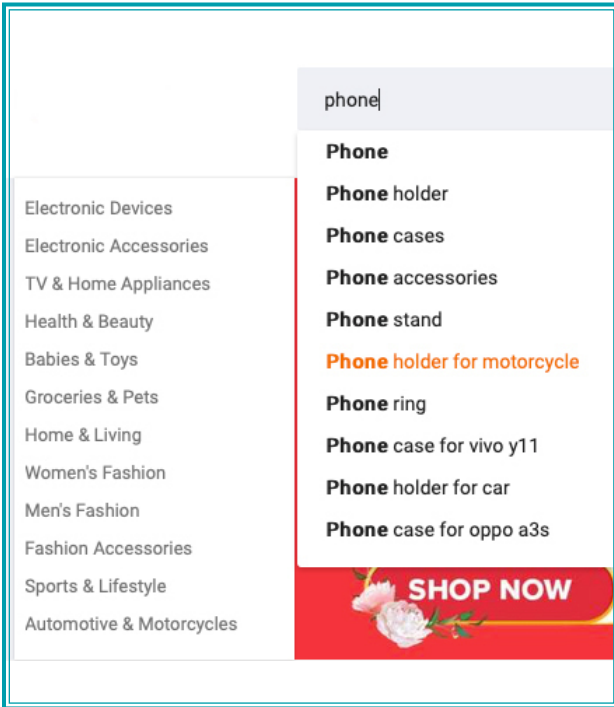 phone
Phone
Phone holder
Phone cases
Phone accessories
Phone stand
Phone holder for motorcycle
Phone ring
Phone case for vivo y11
Phone holder for car
Phone case for oppo a3s
Electronic Devices
Electronic Accessories
TV & Home Appliances
Health & Beauty
Babies & Toys
Groceries & Pets
Home & Living
Women's Fashion
Men's Fashion
Fashion Accessories
Sports & Lifestyle
Automotive & Motorcycles
SHOP NOW